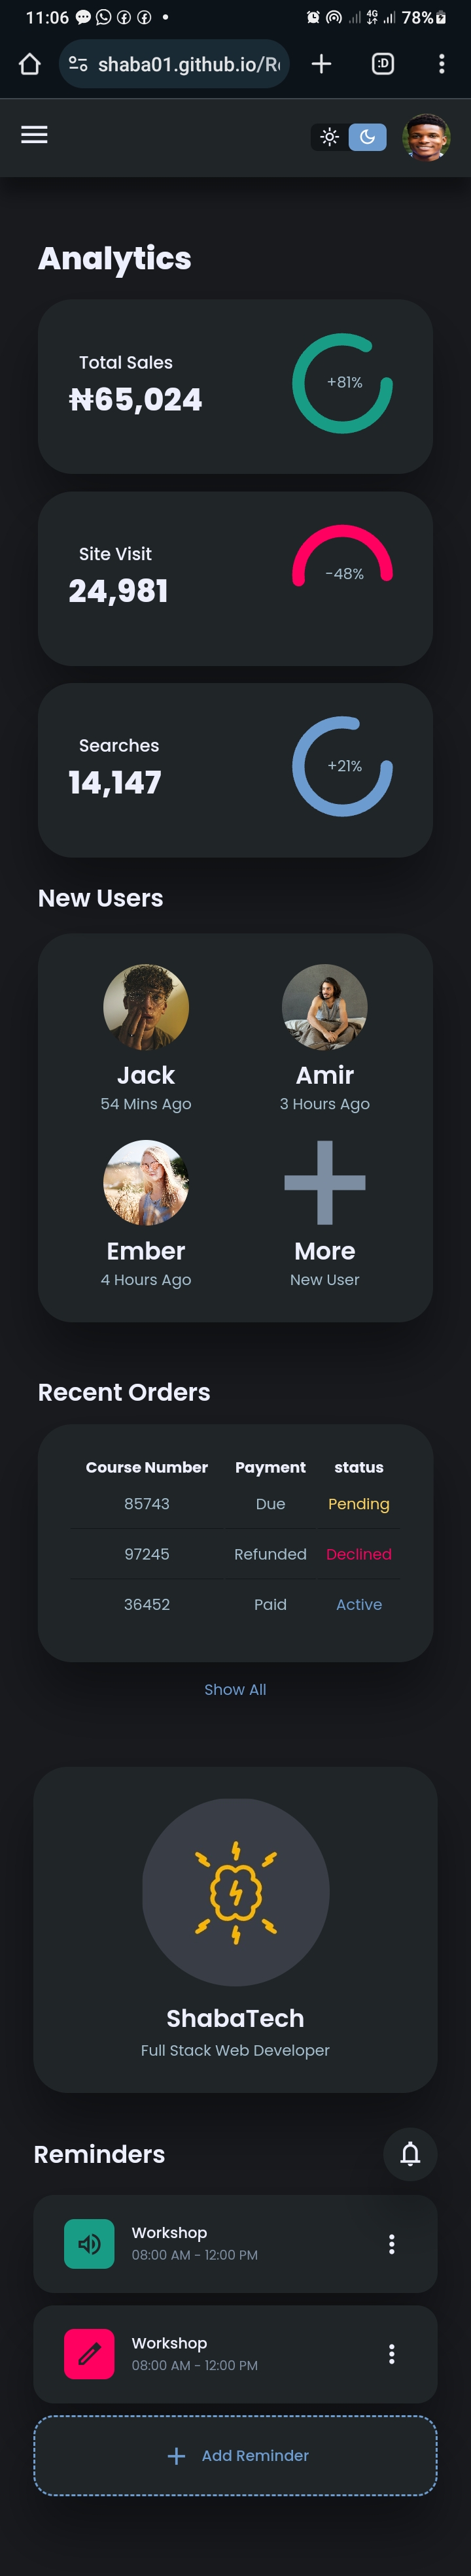 11:06
4G
78%
shaba01.github.io/R
:D
Analytics
Total Sales
₦65,024
+81%
Site Visit
24,981
-48%
Searches
14,147
+21%
New Users
Jack
54 Mins Ago
Amir
3 Hours Ago
Ember
4 Hours Ago
More
New User
Recent Orders
Course Number Payment status
85743 Due Pending
97245 Refunded Declined
36452 Paid Active
Show All
ShabaTech
Full Stack Web Developer
Reminders
Workshop
08:00 AM - 12:00 PM
Workshop
08:00 AM - 12:00 PM
Add Reminder